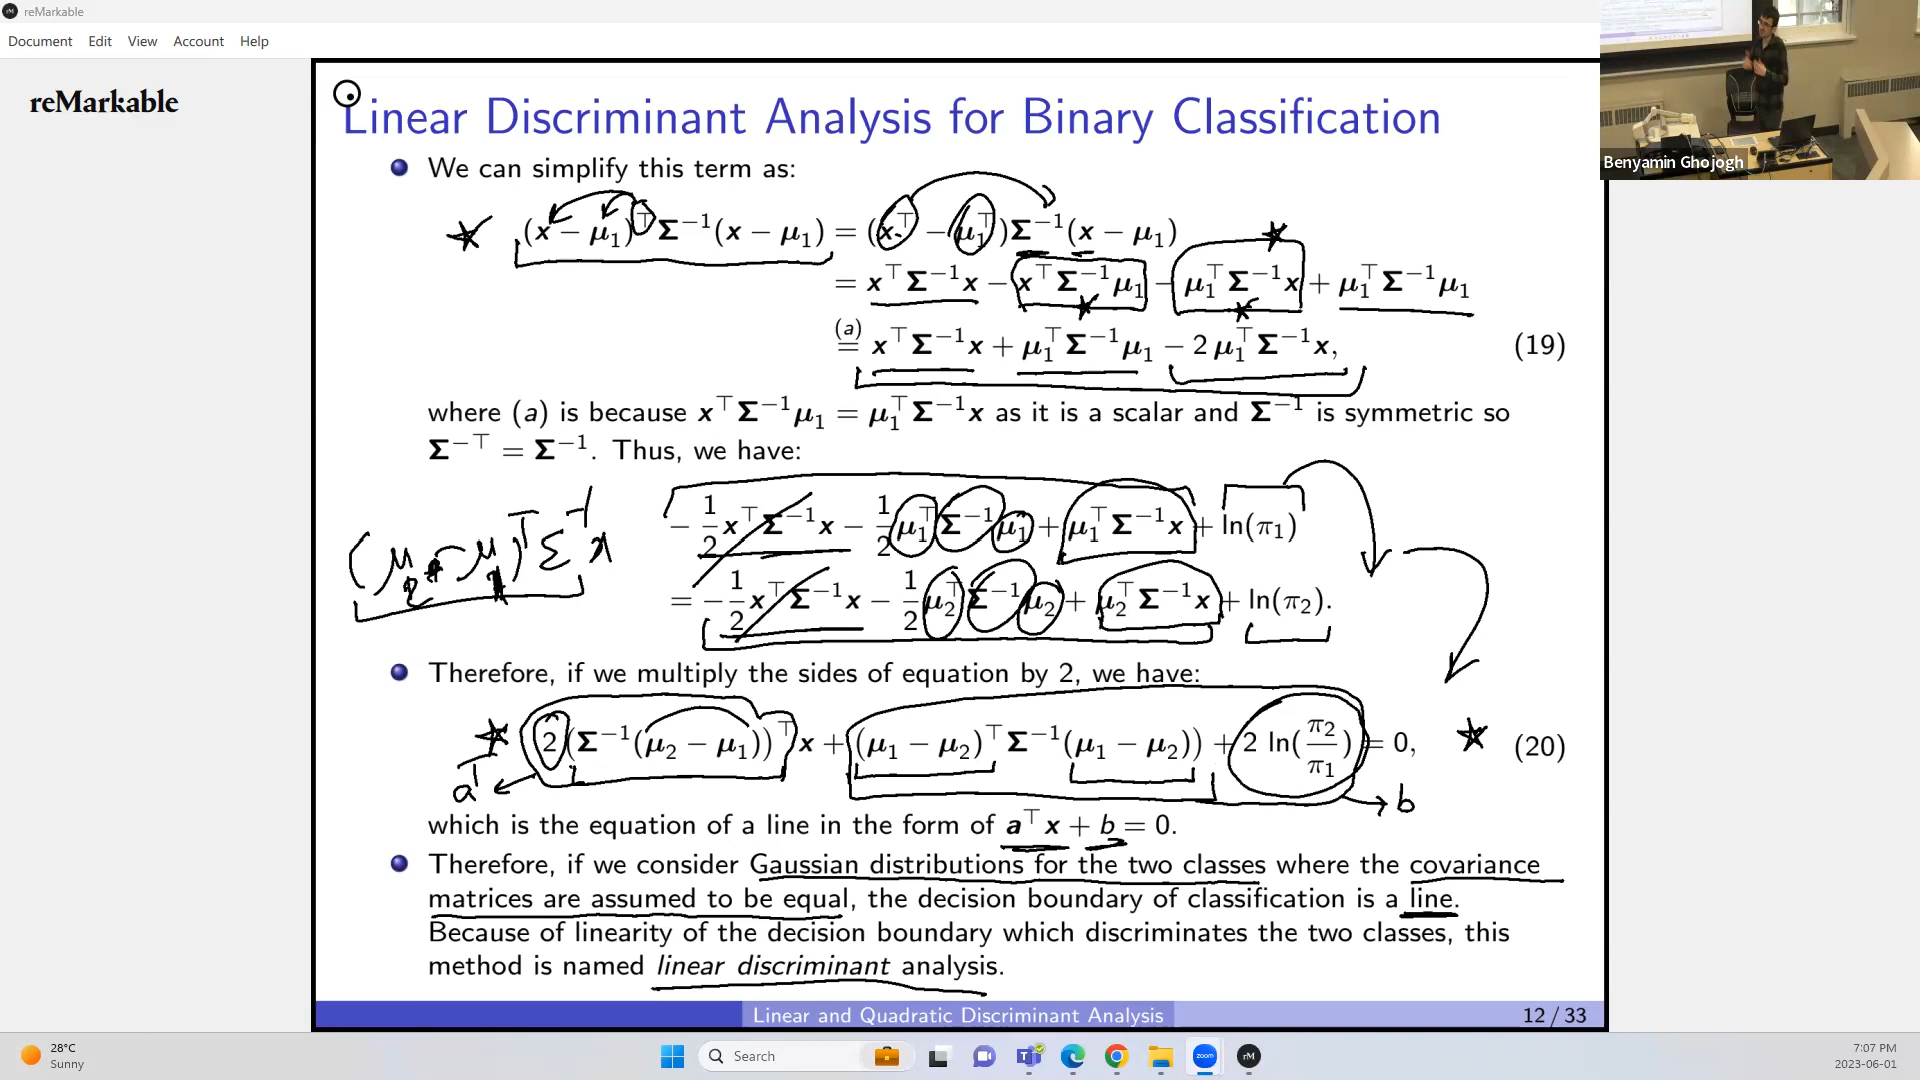 reMarkable
Document Edit View Account Help
reMarkable
Benyamin Ghojogh
Linear Discriminant Analysis for Binary Classification
We can simplify this term as:
(x − μ₁)^⊤ Σ⁻¹(x − μ₁) = (x^⊤ − μ₁^⊤)Σ⁻¹(x − μ₁)
= x^⊤Σ⁻¹x − x^⊤Σ⁻¹μ₁ − μ₁^⊤Σ⁻¹x + μ₁^⊤Σ⁻¹μ₁
(a)= x^⊤Σ⁻¹x + μ₁^⊤Σ⁻¹μ₁ − 2 μ₁^⊤Σ⁻¹x, (19)
where (a) is because x^⊤Σ⁻¹μ₁ = μ₁^⊤Σ⁻¹x as it is a scalar and Σ⁻¹ is symmetric so
Σ^−⊤ = Σ⁻¹. Thus, we have:
− 1/2 x^⊤Σ⁻¹x − 1/2 μ₁^⊤Σ⁻¹μ₁ + μ₁^⊤Σ⁻¹x + ln(π₁)
(μ₂ − μ₁)^⊤ Σ⁻¹ x
= − 1/2 x^⊤Σ⁻¹x − 1/2 μ₂^⊤Σ⁻¹μ₂ + μ₂^⊤Σ⁻¹x + ln(π₂).
Therefore, if we multiply the sides of equation by 2, we have:
2(Σ⁻¹(μ₂ − μ₁))^⊤ x + (μ₁ − μ₂)^⊤Σ⁻¹(μ₁ − μ₂)) + 2 ln(π₂/π₁) = 0, (20)
a^⊤ b
which is the equation of a line in the form of a^⊤x + b = 0.
Therefore, if we consider Gaussian distributions for the two classes where the covariance
matrices are assumed to be equal, the decision boundary of classification is a line.
Because of linearity of the decision boundary which discriminates the two classes, this
method is named linear discriminant analysis.
Linear and Quadratic Discriminant Analysis 12 / 33
28°C
Sunny
Search
zoom
rM
7:07 PM
2023-06-01